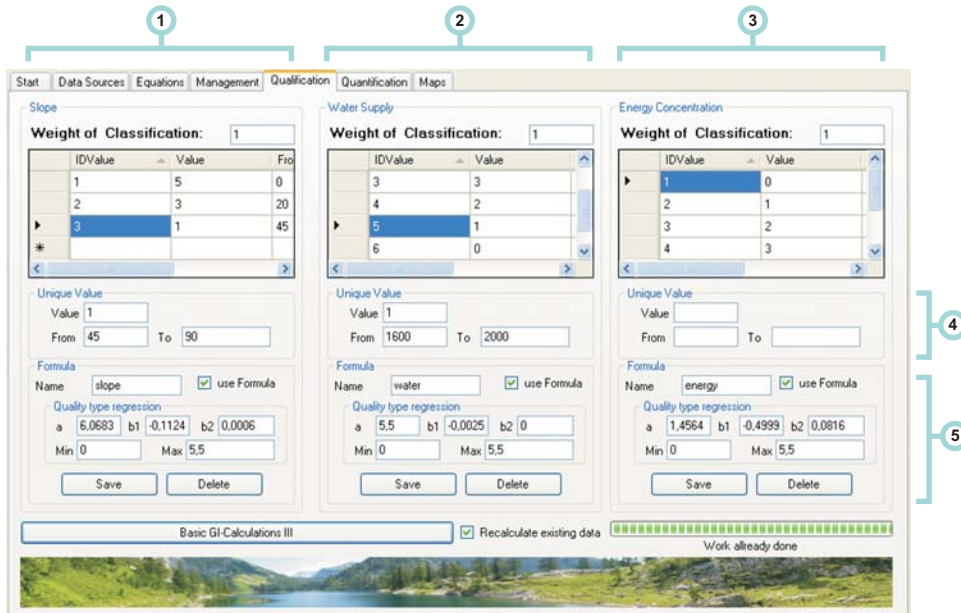 1 2 3
Start Data Sources Equations Management Qualification Quantification Maps
Slope
Weight of Classification: 1
IDValue Value Fro
1 5 0
2 3 20
3 1 45
*
Unique Value
Value 1
From 45 To 90
Formula
Name slope use Formula
Quality type regression
a 6,0683 b1 -0,1124 b2 0,0006
Min 0 Max 5,5
Save Delete
Water Supply
Weight of Classification: 1
IDValue Value
3 3
4 2
5 1
6 0
Unique Value
Value 1
From 1600 To 2000
Formula
Name water use Formula
Quality type regression
a 5,5 b1 -0,0025 b2 0
Min 0 Max 5,5
Save Delete
Energy Concentration
Weight of Classification: 1
IDValue Value
1 0
2 1
3 2
4 3
Unique Value
Value
From To
Formula
Name energy use Formula
Quality type regression
a 1,4564 b1 -0,4999 b2 0,0816
Min 0 Max 5,5
Save Delete
4
5
Basic GI-Calculations III Recalculate existing data
Work allready done